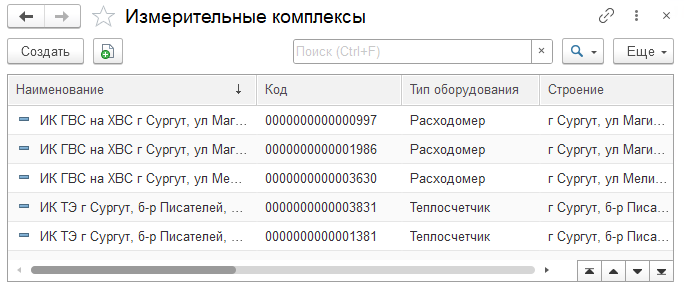 Измерительные комплексы
Создать
Поиск (Ctrl+F)
×
Еще
Наименование ↓ Код Тип оборудования Строение
ИК ГВС на ХВС г Сургут, ул Маг... 0000000000000997 Расходомер г Сургут, ул Маги...
ИК ГВС на ХВС г Сургут, ул Маг... 0000000000001986 Расходомер г Сургут, ул Маги...
ИК ГВС на ХВС г Сургут, ул Ме... 0000000000003630 Расходомер г Сургут, ул Мели...
ИК ТЭ г Сургут, б-р Писателей, ... 0000000000003831 Теплосчетчик г Сургут, б-р Писа...
ИК ТЭ г Сургут, б-р Писателей, ... 0000000000001381 Теплосчетчик г Сургут, б-р Писа...